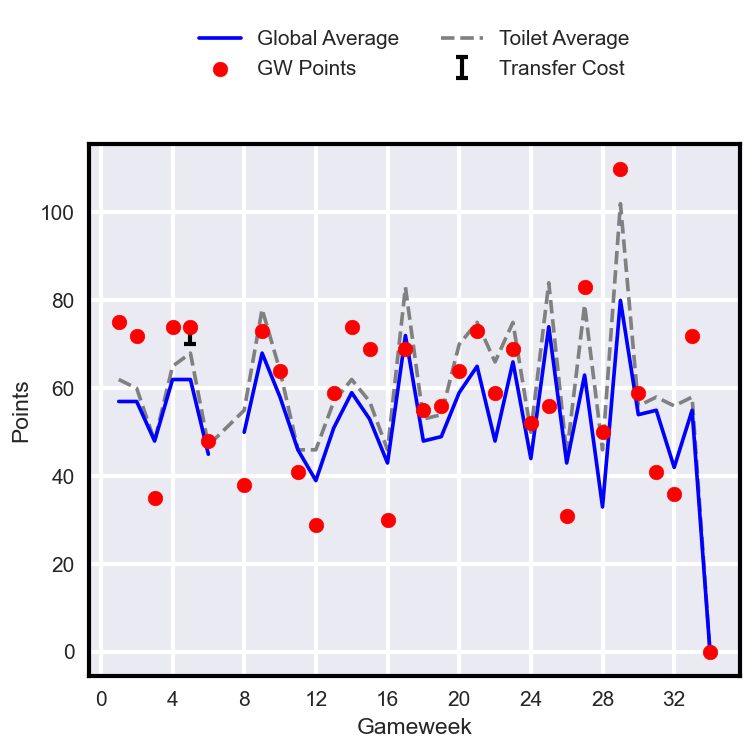 Global Average
Toilet Average
GW Points
Transfer Cost
100
80
60
40
20
0
Points
0 4 8 12 16 20 24 28 32
Gameweek